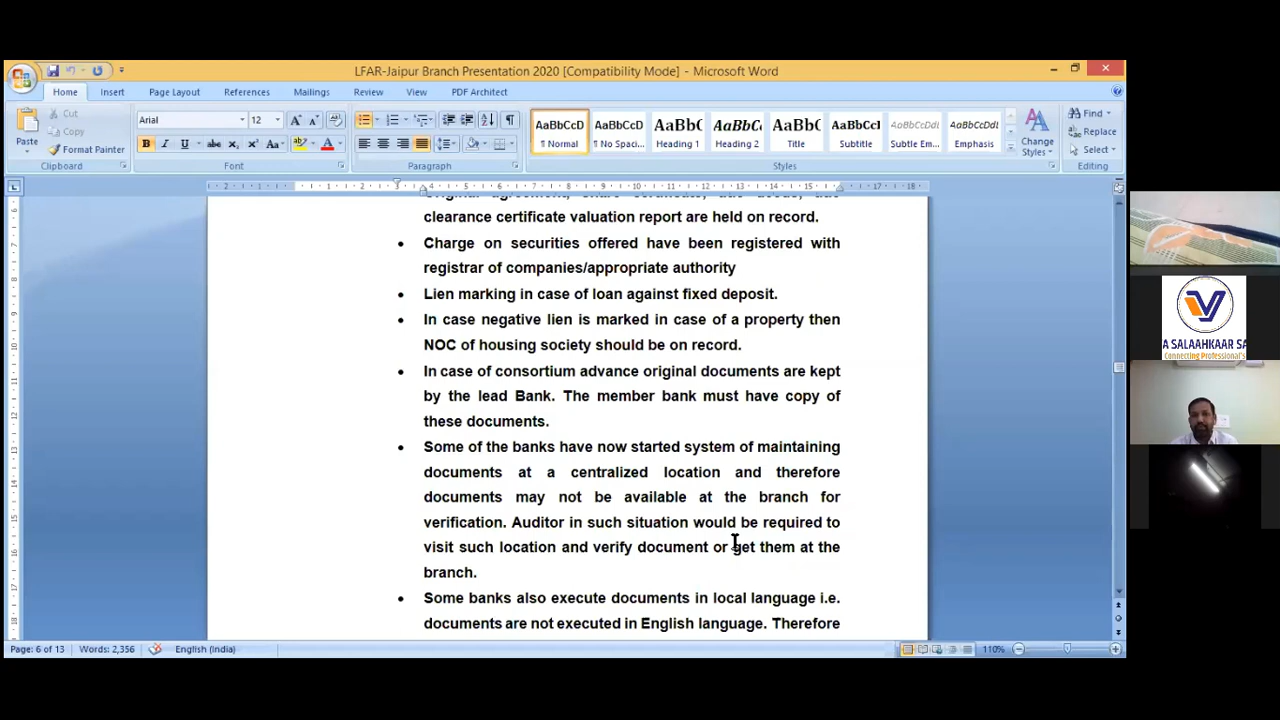 LFAR-Jaipur Branch Presentation 2020 [Compatibility Mode] - Microsoft Word
Home Insert Page Layout References Mailings Review View PDF Architect
Paste
Cut
Copy
Format Painter
Clipboard
Arial 12
Font
Paragraph
AaBbCcD AaBbCcD AaBbC AaBbCc AaBb( AaBbCcI AaBbCcDdI AaBbCcDdI
¶ Normal ¶ No Spaci... Heading 1 Heading 2 Title Subtitle Subtle Em... Emphasis
Styles
Change
Styles
Find
Replace
Select
Editing
clearance certificate valuation report are held on record.
• Charge on securities offered have been registered with
registrar of companies/appropriate authority
• Lien marking in case of loan against fixed deposit.
• In case negative lien is marked in case of a property then
NOC of housing society should be on record.
• In case of consortium advance original documents are kept
by the lead Bank. The member bank must have copy of
these documents.
• Some of the banks have now started system of maintaining
documents at a centralized location and therefore
documents may not be available at the branch for
verification. Auditor in such situation would be required to
visit such location and verify document or get them at the
branch.
• Some banks also execute documents in local language i.e.
documents are not executed in English language. Therefore
Page: 6 of 13 Words: 2,356 English (India) 110%
A SALAAHKAAR SA
Connecting Professional's